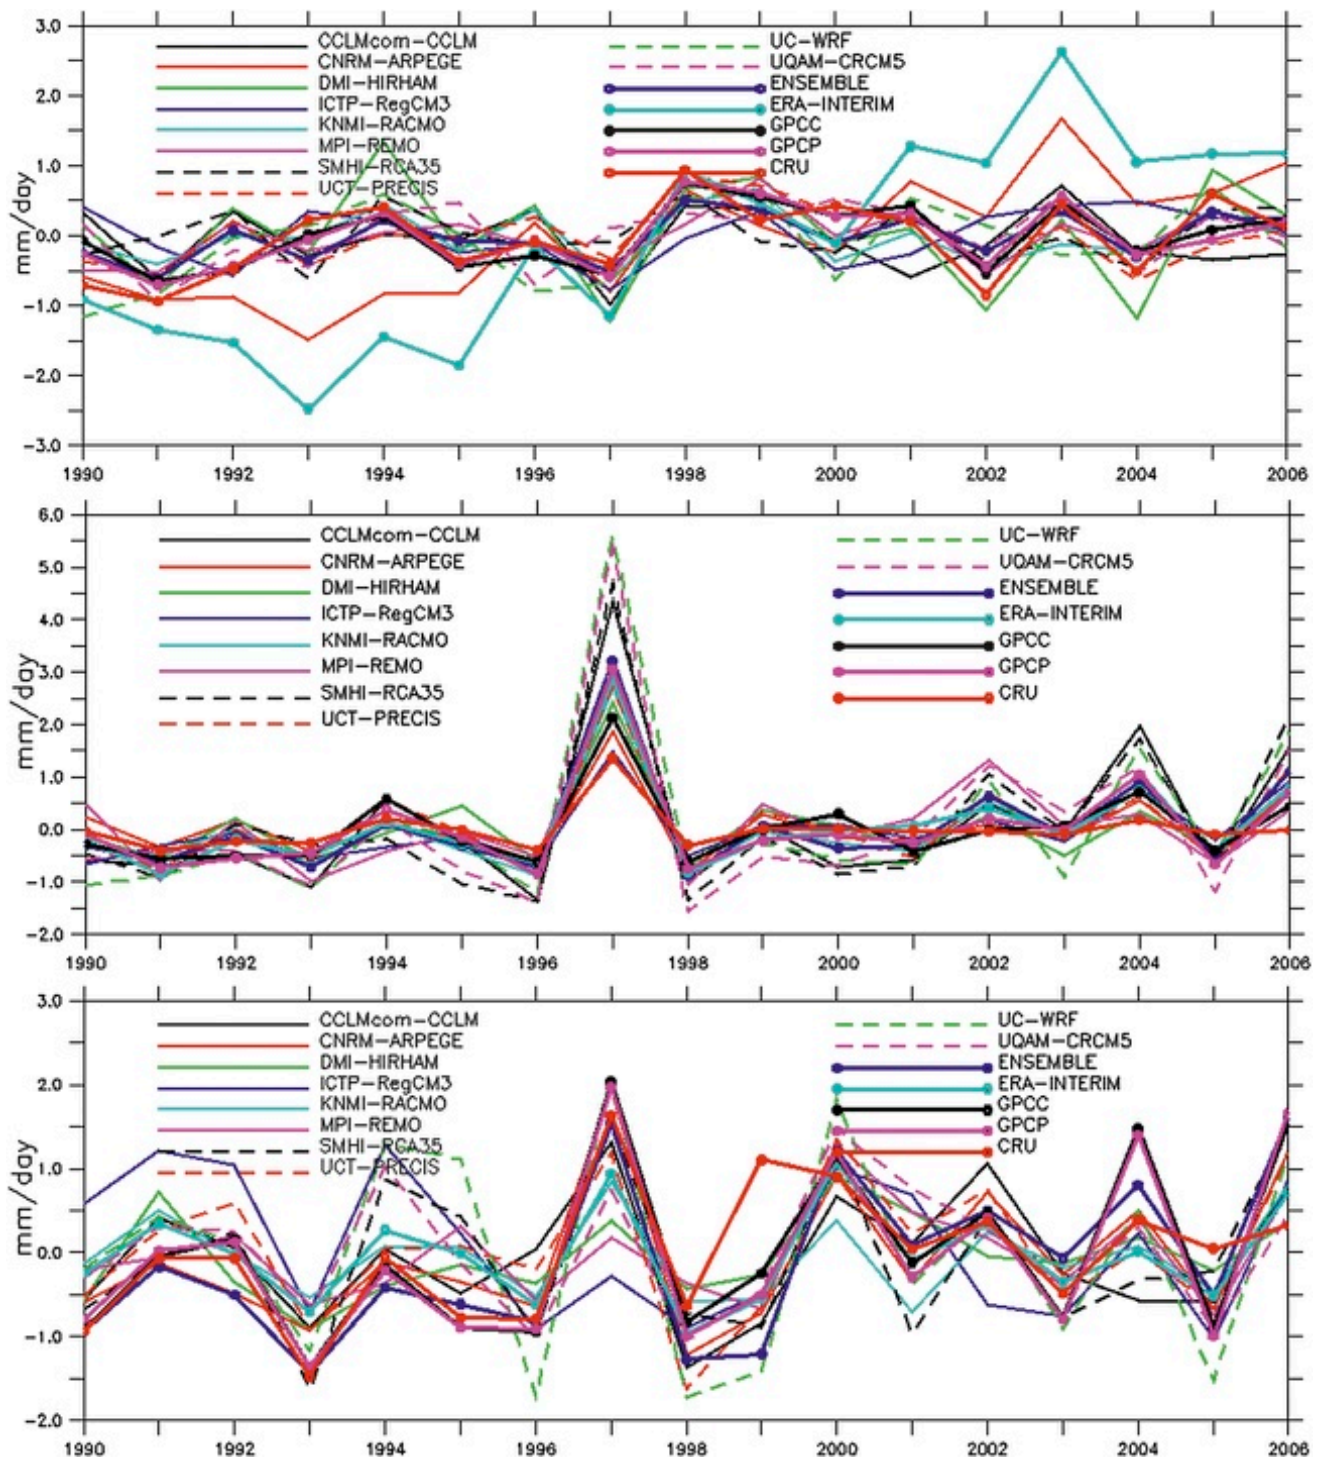 3.0
CCLMcom-CCLM UC-WRF
CNRM-ARPEGE UQAM-CRCM5
2.0 DMI-HIRHAM ENSEMBLE
ICTP-RegCM3 ERA-INTERIM
KNMI-RACMO GPCC
1.0 MPI-REMO GPCP
SMHI-RCA35 CRU
UCT-PRECIS
mm/day
0.0
-1.0
-2.0
-3.0
1990 1992 1994 1996 1998 2000 2002 2004 2006
6.0
CCLMcom-CCLM UC-WRF
5.0 CNRM-ARPEGE UQAM-CRCM5
DMI-HIRHAM ENSEMBLE
4.0 ICTP-RegCM3 ERA-INTERIM
KNMI-RACMO GPCC
3.0 MPI-REMO GPCP
SMHI-RCA35 CRU
2.0 UCT-PRECIS
mm/day
1.0
0.0
-1.0
-2.0
1990 1992 1994 1996 1998 2000 2002 2004 2006
3.0
CCLMcom-CCLM UC-WRF
CNRM-ARPEGE UQAM-CRCM5
DMI-HIRHAM ENSEMBLE
2.0 ICTP-RegCM3 ERA-INTERIM
KNMI-RACMO GPCC
MPI-REMO GPCP
SMHI-RCA35 CRU
1.0 UCT-PRECIS
mm/day
0.0
-1.0
-2.0
1990 1992 1994 1996 1998 2000 2002 2004 2006